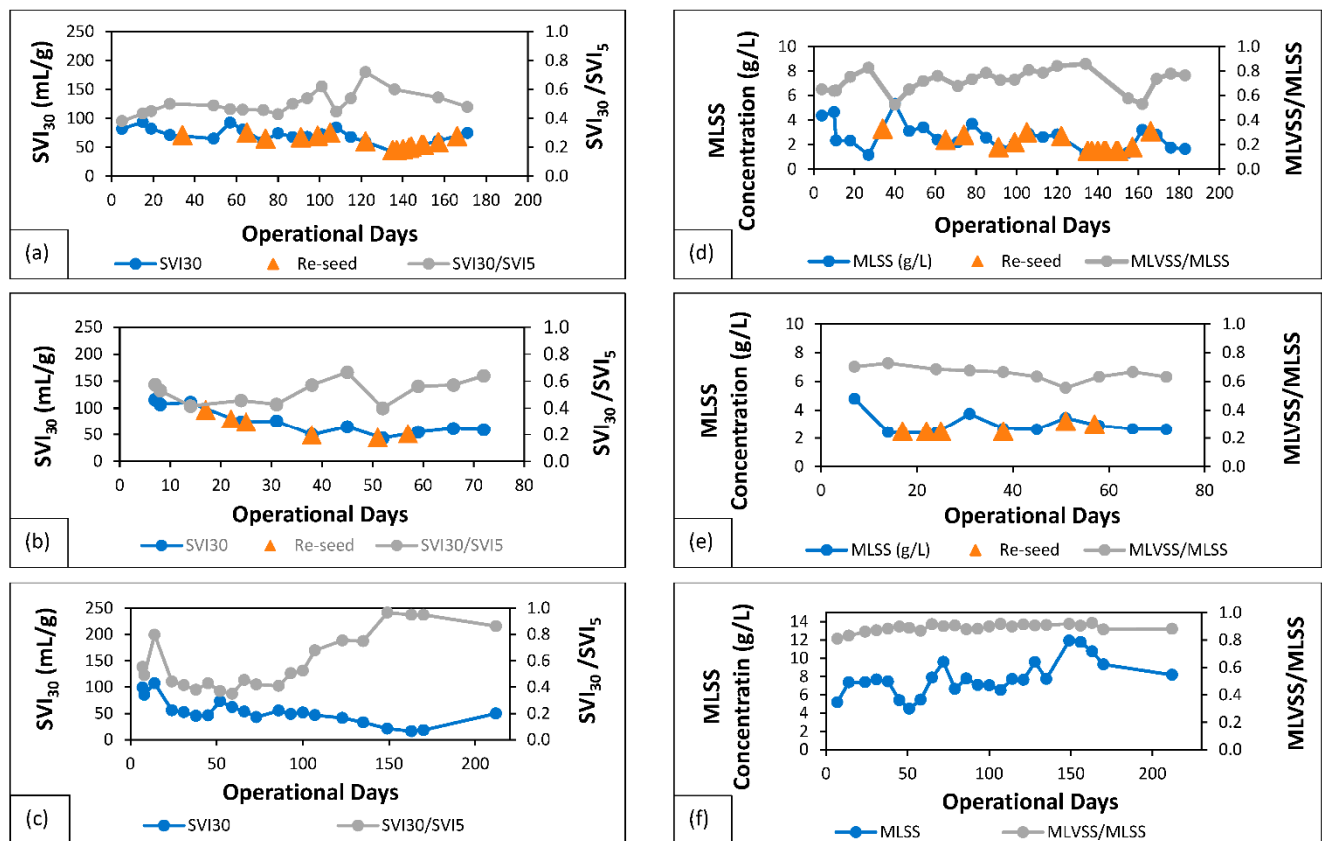 SVI30 (mL/g)
250
200
150
100
50
0
1.0
0.8
0.6
0.4
0.2
0.0
SVI30/SVI5
0 20 40 60 80 100 120 140 160 180 200
Operational Days
(a)
SVI30 Re-seed SVI30/SVI5
MLSS
Concentration (g/L)
10
8
6
4
2
0
1.0
0.8
0.6
0.4
0.2
0.0
MLVSS/MLSS
0 20 40 60 80 100 120 140 160 180 200
Operational Days
(d)
MLSS (g/L) Re-seed MLVSS/MLSS
SVI30 (mL/g)
250
200
150
100
50
0
1.0
0.8
0.6
0.4
0.2
0.0
SVI30 /SVI5
0 10 20 30 40 50 60 70 80
Operational Days
(b)
SVI30 Re-seed SVI30/SVI5
MLSS
Concentration (g/L)
10
8
6
4
2
0
1.0
0.8
0.6
0.4
0.2
0.0
MLVSS/MLSS
0 20 40 60 80
Operational Days
(e)
MLSS (g/L) Re-seed MLVSS/MLSS
SVI30 (mL/g)
250
200
150
100
50
0
1.0
0.8
0.6
0.4
0.2
0.0
SVI30 /SVI5
0 50 100 150 200
Operational Days
(c)
SVI30 SVI30/SVI5
MLSS
Concentratin (g/L)
14
12
10
8
6
4
2
0
1.0
0.8
0.6
0.4
0.2
0.0
MLVSS/MLSS
0 50 100 150 200
Operational Days
(f)
MLSS MLVSS/MLSS